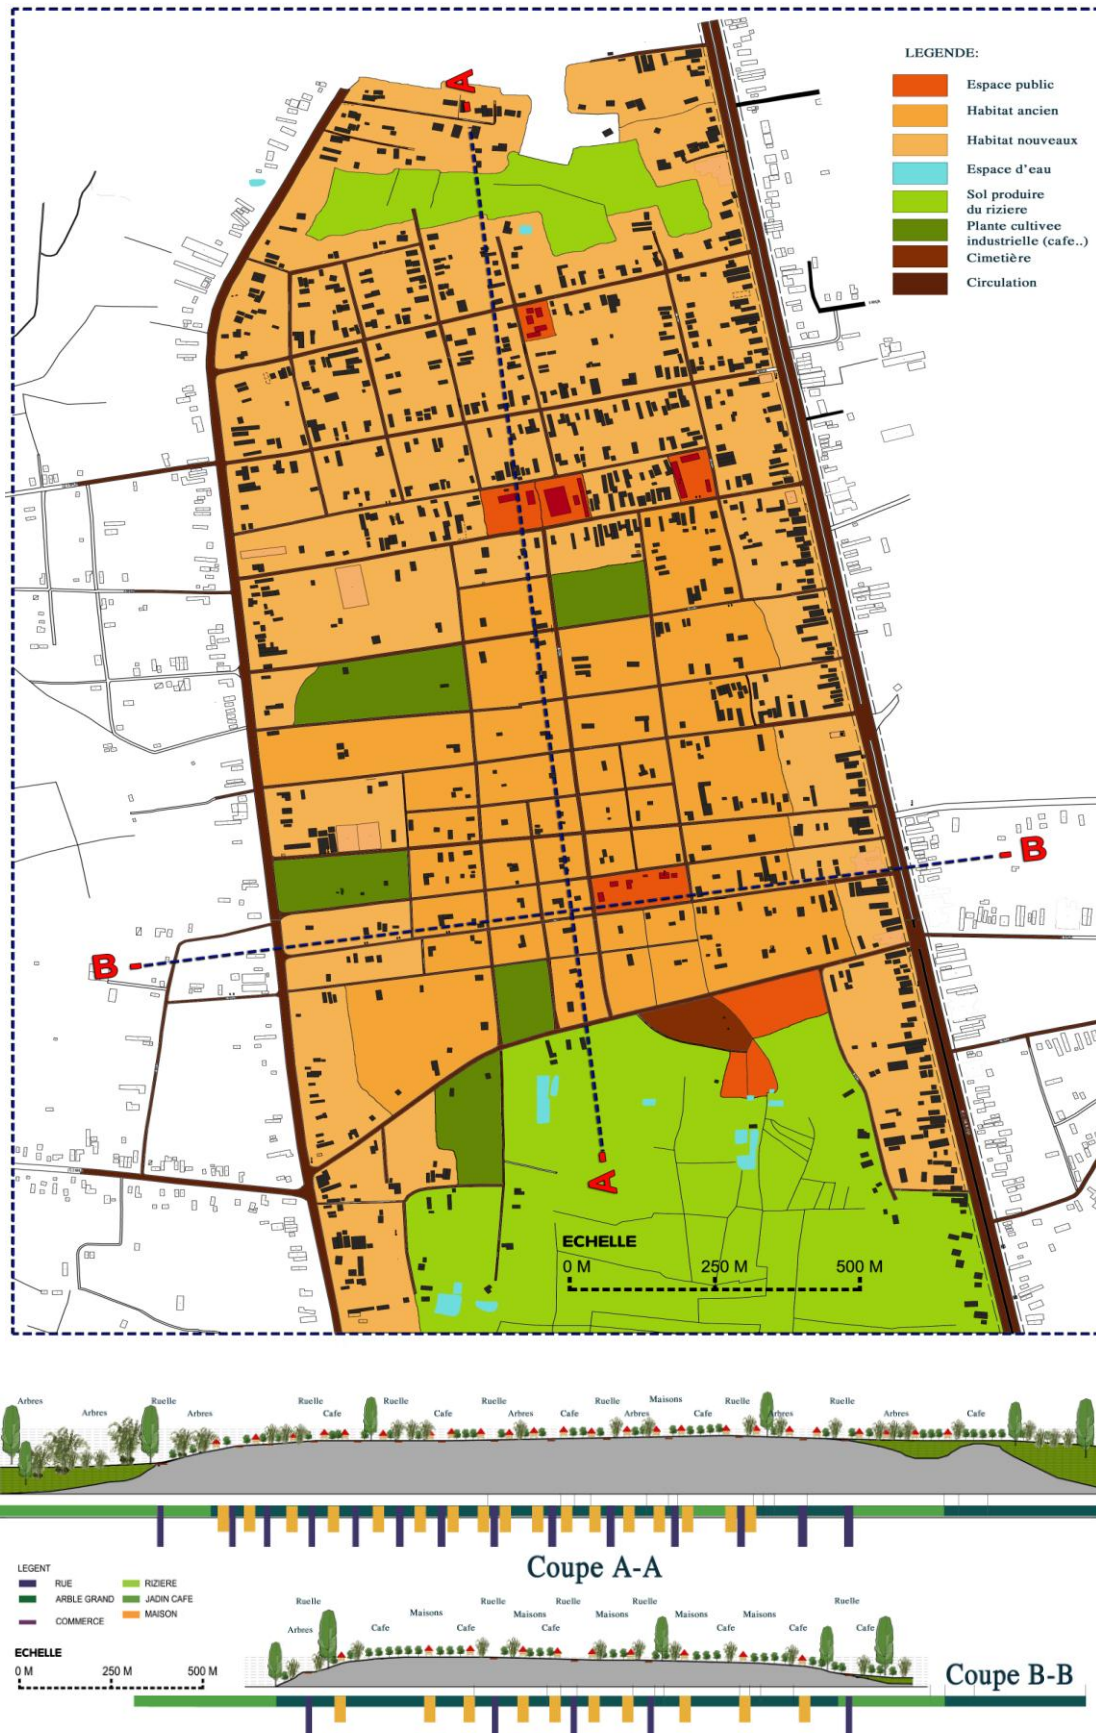 A
LEGENDE:
Espace public
Habitat ancien
Habitat nouveaux
Espace d'eau
Sol produire
du riziere
Plante cultivee
industrielle (cafe..)
Cimetière
Circulation
B
B
A
ECHELLE
0 M 250 M 500 M
Arbres Arbres Ruelle Arbres Ruelle Cafe Ruelle Cafe Ruelle Arbres Cafe Ruelle Arbres Maisons Cafe Ruelle Arbres Ruelle Arbres Cafe
Coupe A-A
LEGENT
RUE RIZIERE
ARBLE GRAND JADIN CAFE
COMMERCE MAISON
ECHELLE
0 M 250 M 500 M
Arbres Ruelle Cafe Maisons Cafe Ruelle Maisons Cafe Ruelle Maisons Ruelle Maisons Cafe Maisons Cafe Ruelle Cafe
Coupe B-B